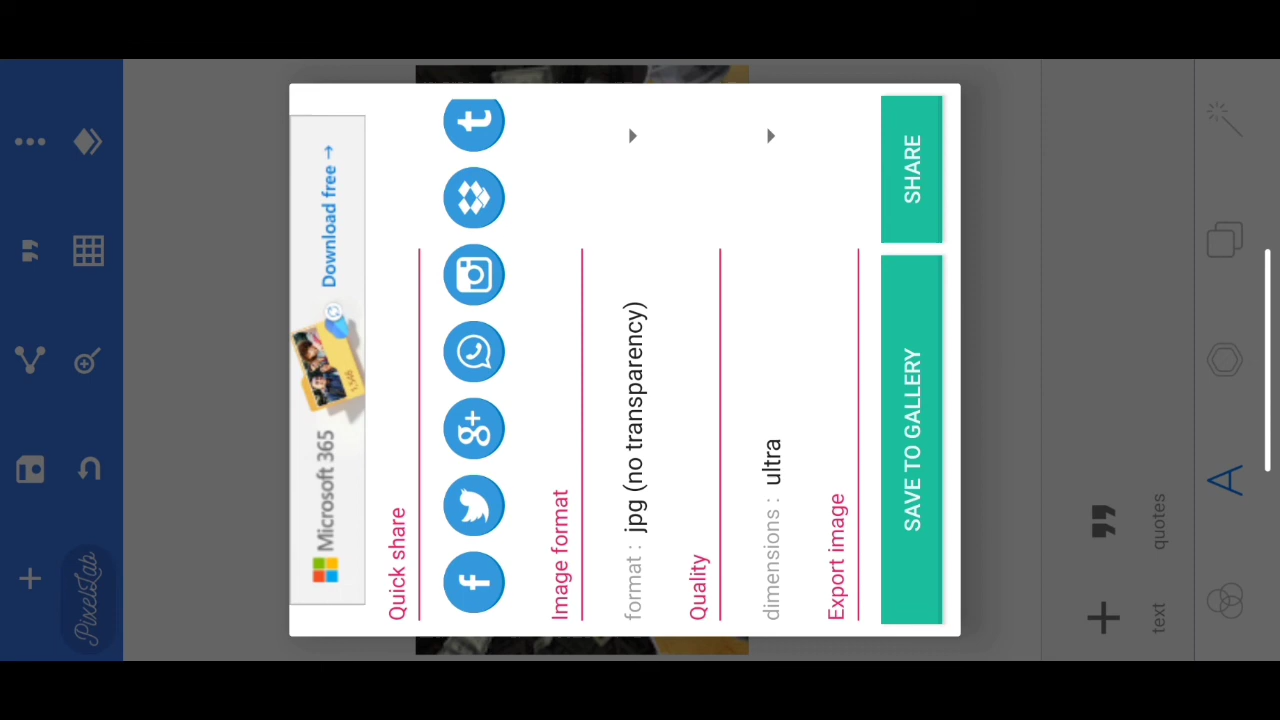 PixelLab
Microsoft 365
Download free →
Quick share
Image format
format : jpg (no transparency)
Quality
dimensions : ultra
Export image
SAVE TO GALLERY
SHARE
text
quotes